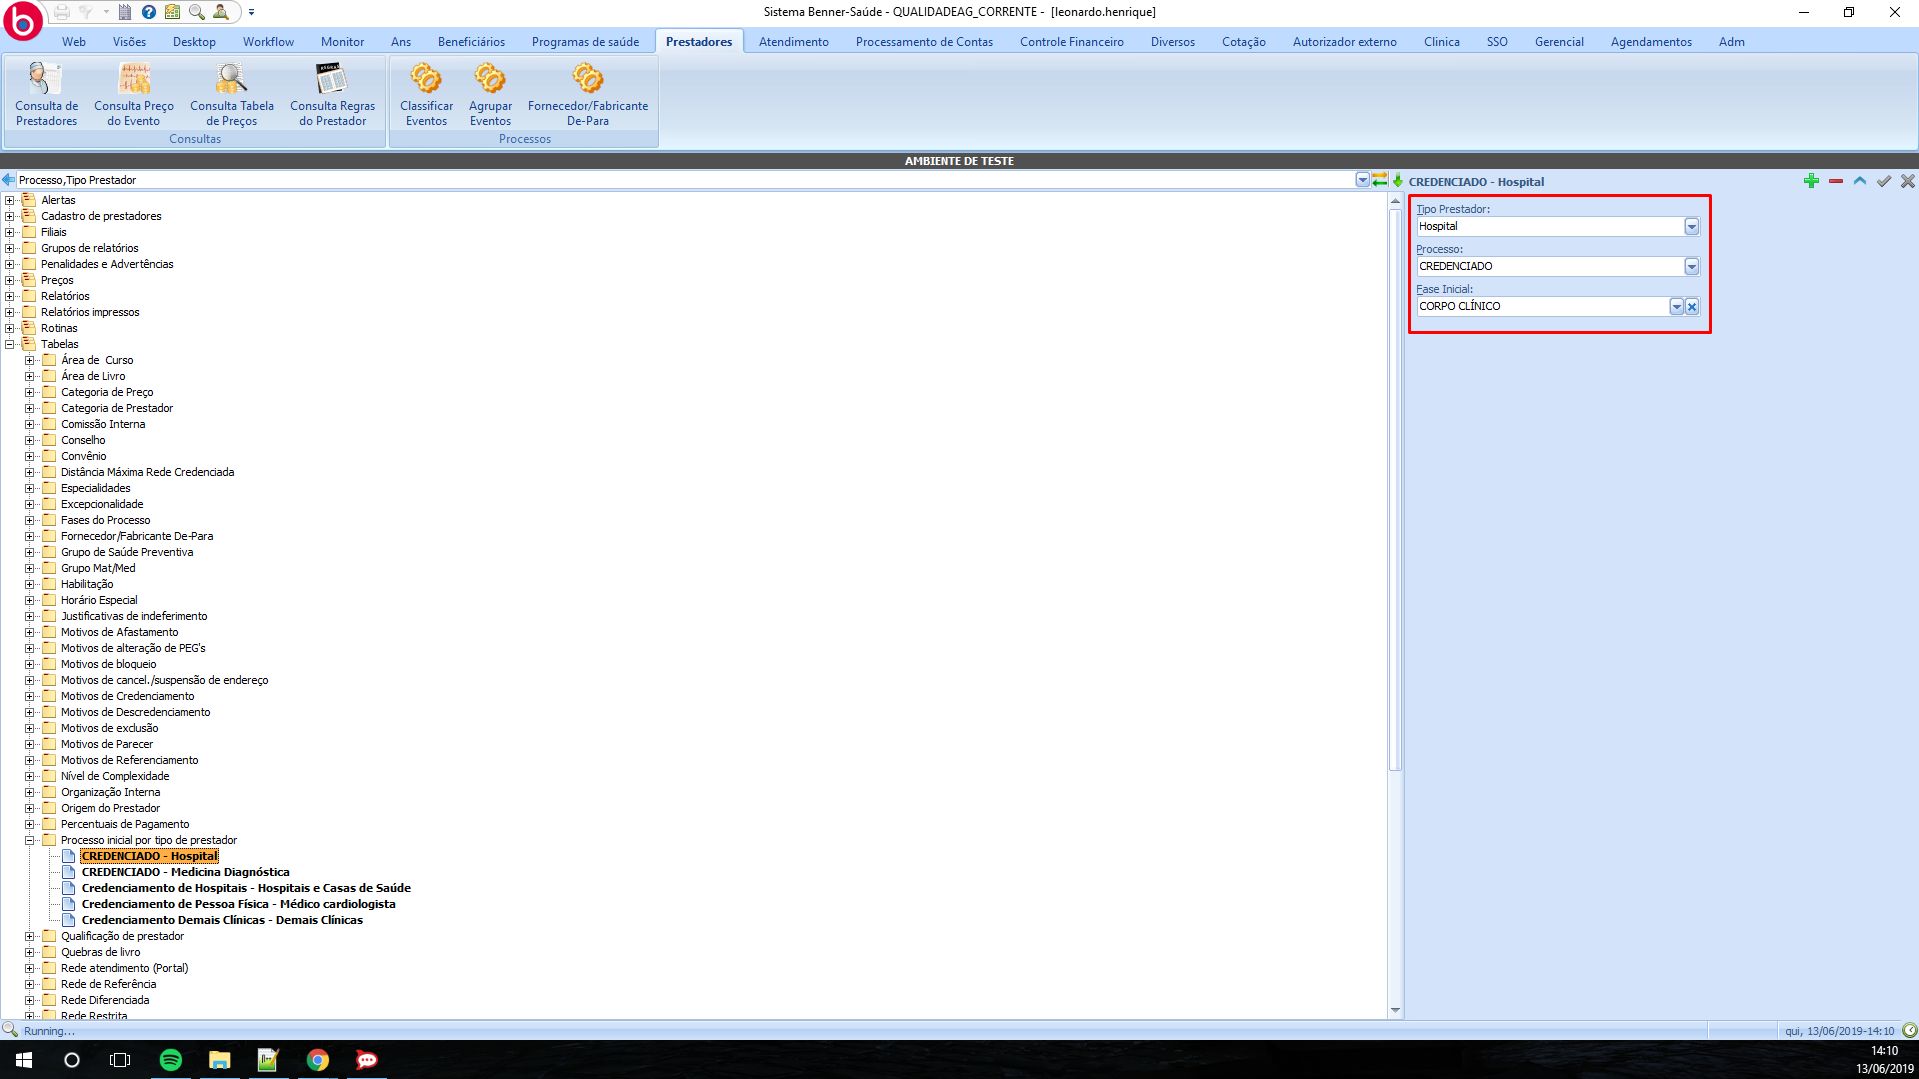 Sistema Benner-Saúde - QUALIDADEAG_CORRENTE - [leonardo.henrique]
Web Visões Desktop Workflow Monitor Ans Beneficiários Programas de saúde Prestadores Atendimento Processamento de Contas Controle Financeiro Diversos Cotação Autorizador externo Clinica SSO Gerencial Agendamentos Adm
Consulta de Prestadores
Consulta Preço do Evento
Consulta Tabela de Preços
Consulta Regras do Prestador
Classificar Eventos
Agrupar Eventos
Fornecedor/Fabricante De-Para
Consultas
Processos
AMBIENTE DE TESTE
Processo,Tipo Prestador
Alertas
Cadastro de prestadores
Filiais
Grupos de relatórios
Penalidades e Advertências
Preços
Relatórios
Relatórios impressos
Rotinas
Tabelas
Área de  Curso
Área de Livro
Categoria de Preço
Categoria de Prestador
Comissão Interna
Conselho
Convênio
Distância Máxima Rede Credenciada
Especialidades
Excepcionalidade
Fases do Processo
Fornecedor/Fabricante De-Para
Grupo de Saúde Preventiva
Grupo Mat/Med
Habilitação
Horário Especial
Justificativas de indeferimento
Motivos de Afastamento
Motivos de alteração de PEG's
Motivos de bloqueio
Motivos de cancel./suspensão de endereço
Motivos de Credenciamento
Motivos de Descredenciamento
Motivos de exclusão
Motivos de Parecer
Motivos de Referenciamento
Nível de Complexidade
Organização Interna
Origem do Prestador
Percentuais de Pagamento
Processo inicial por tipo de prestador
CREDENCIADO - Hospital
CREDENCIADO - Medicina Diagnóstica
Credenciamento de Hospitais - Hospitais e Casas de Saúde
Credenciamento de Pessoa Física - Médico cardiologista
Credenciamento Demais Clínicas - Demais Clínicas
Qualificação de prestador
Quebras de livro
Rede atendimento (Portal)
Rede de Referência
Rede Diferenciada
Rede Restrita
CREDENCIADO - Hospital
Tipo Prestador:
Hospital
Processo:
CREDENCIADO
Fase Inicial:
CORPO CLÍNICO
Running...
qui, 13/06/2019-14:10
14:10
13/06/2019